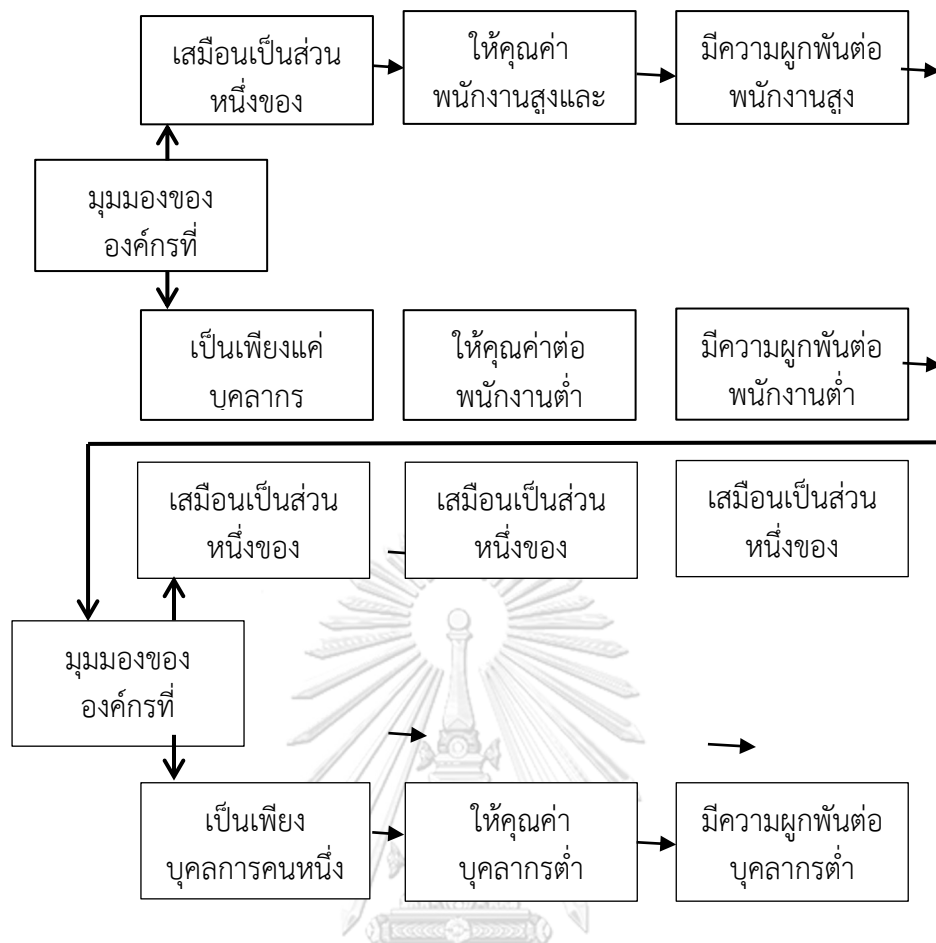 เสมือนเป็นส่วน
หนึ่งของ
ให้คุณค่า
พนักงานสูงและ
มีความผูกพันต่อ
พนักงานสูง
มุมมองของ
องค์กรที่
เป็นเพียงแค่
บุคลากร
ให้คุณค่าต่อ
พนักงานต่ำ
มีความผูกพันต่อ
พนักงานต่ำ
เสมือนเป็นส่วน
หนึ่งของ
เสมือนเป็นส่วน
หนึ่งของ
เสมือนเป็นส่วน
หนึ่งของ
มุมมองของ
องค์กรที่
เป็นเพียง
บุคลการคนหนึ่ง
ให้คุณค่า
บุคลากรต่ำ
มีความผูกพันต่อ
บุคลากรต่ำ